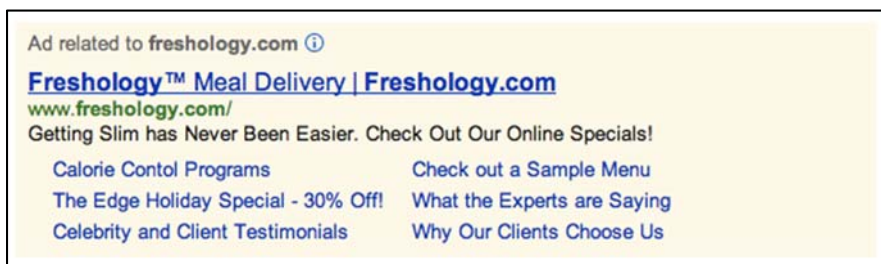 Ad related to freshology.com ⓘ
Freshology™ Meal Delivery | Freshology.com
www.freshology.com/
Getting Slim has Never Been Easier. Check Out Our Online Specials!
Calorie Contol Programs Check out a Sample Menu
The Edge Holiday Special - 30% Off! What the Experts are Saying
Celebrity and Client Testimonials Why Our Clients Choose Us